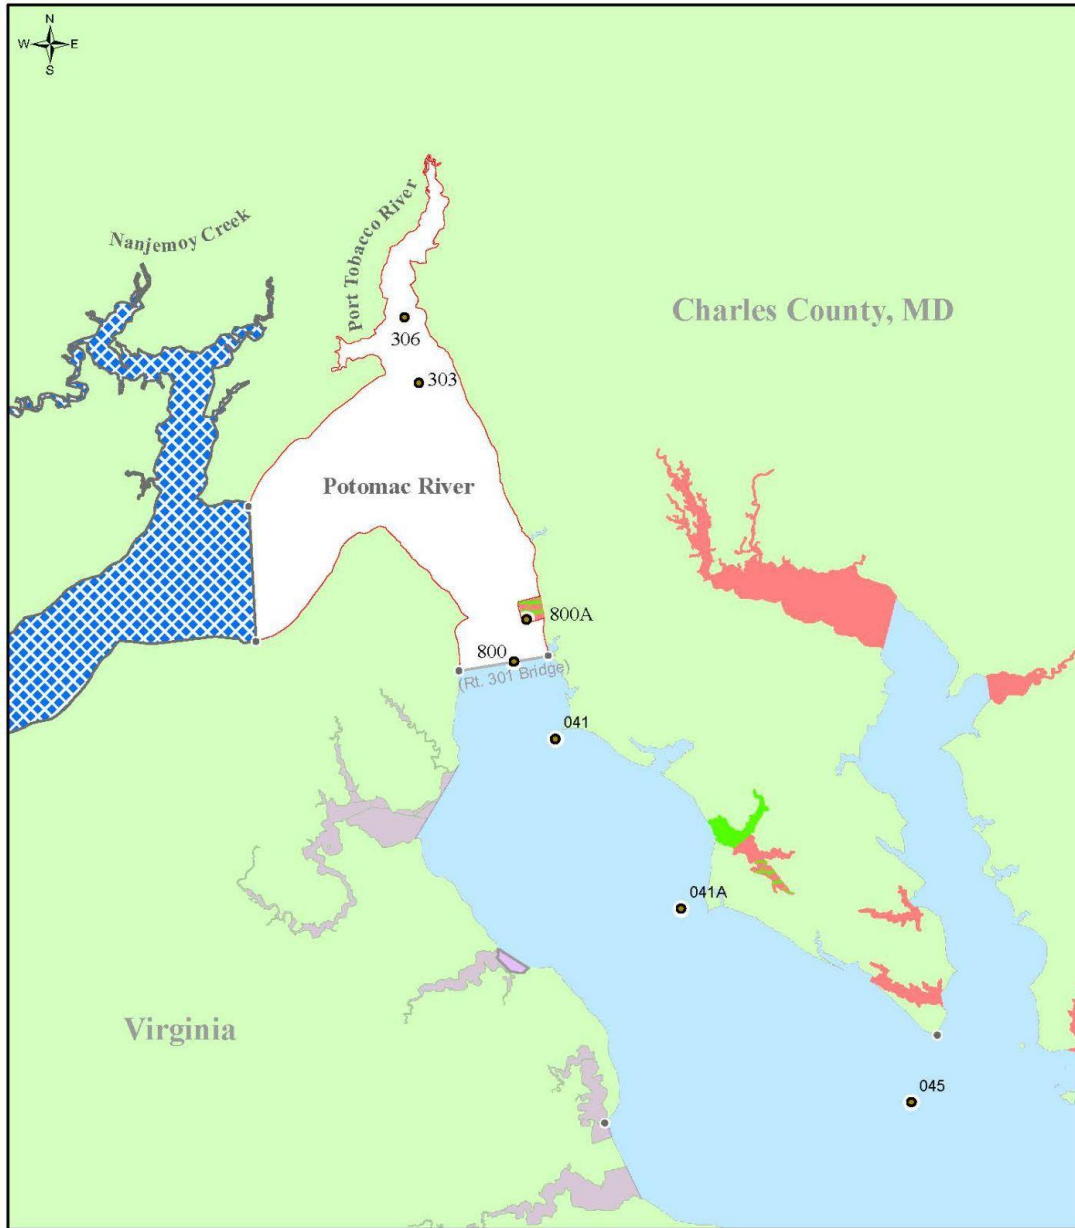 N
W E
S
Nanjemoy Creek
Port Tobacco River
Charles County, MD
306
303
Potomac River
800A
800
(Rt. 301 Bridge)
041
041A
Virginia
045